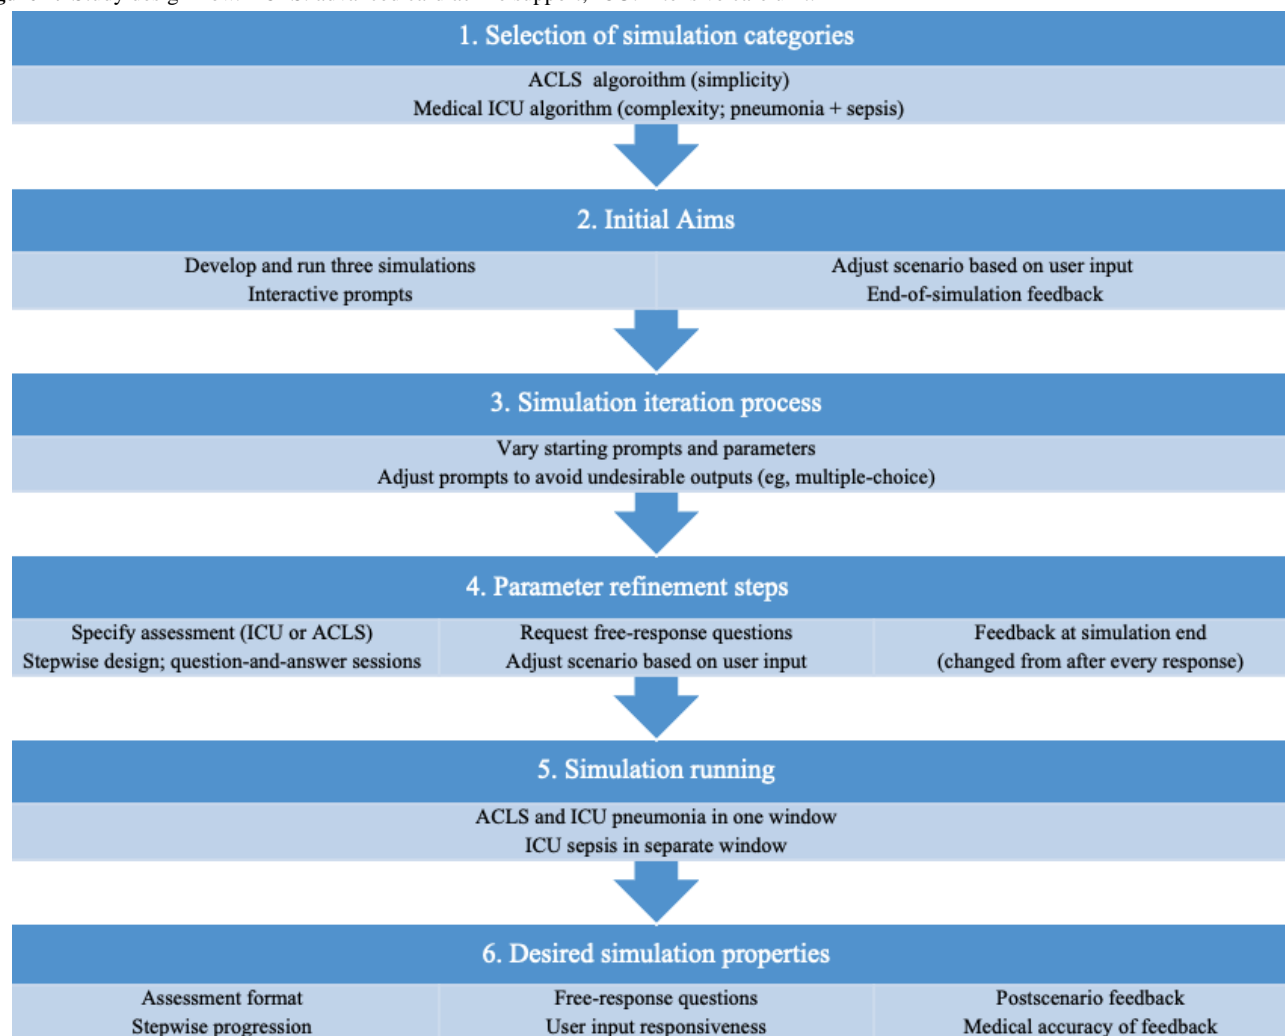 1. Selection of simulation categories
ACLS algoroithm (simplicity)
Medical ICU algorithm (complexity; pneumonia + sepsis)
2. Initial Aims
Develop and run three simulations
Interactive prompts
Adjust scenario based on user input
End-of-simulation feedback
3. Simulation iteration process
Vary starting prompts and parameters
Adjust prompts to avoid undesirable outputs (eg, multiple-choice)
4. Parameter refinement steps
Specify assessment (ICU or ACLS)
Stepwise design; question-and-answer sessions
Request free-response questions
Adjust scenario based on user input
Feedback at simulation end
(changed from after every response)
5. Simulation running
ACLS and ICU pneumonia in one window
ICU sepsis in separate window
6. Desired simulation properties
Assessment format
Stepwise progression
Free-response questions
User input responsiveness
Postscenario feedback
Medical accuracy of feedback